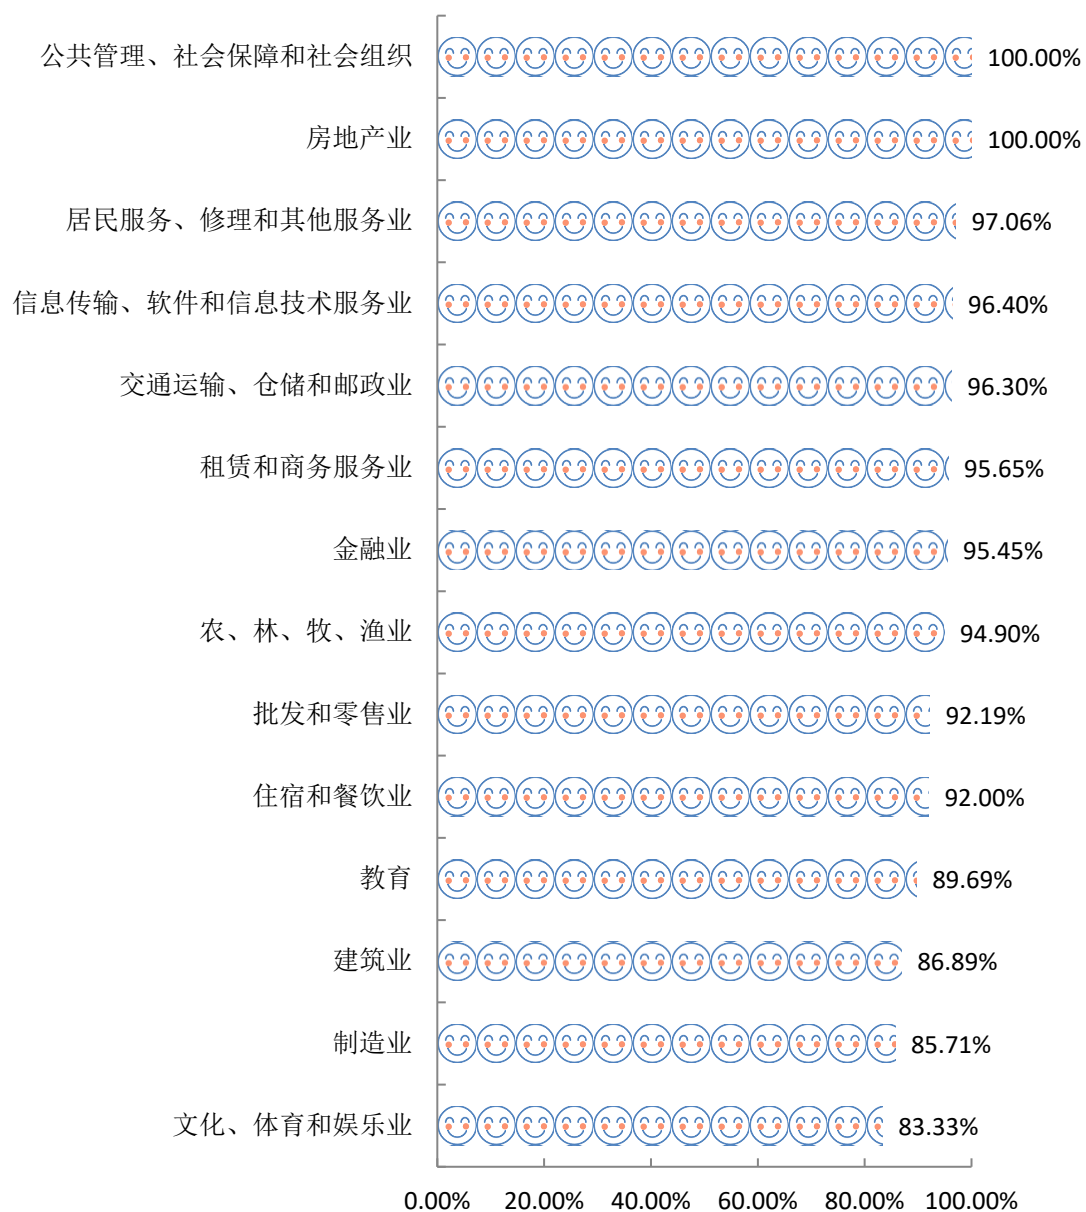 公共管理、社会保障和社会组织 100.00%
房地产业 100.00%
居民服务、修理和其他服务业 97.06%
信息传输、软件和信息技术服务业 96.40%
交通运输、仓储和邮政业 96.30%
租赁和商务服务业 95.65%
金融业 95.45%
农、林、牧、渔业 94.90%
批发和零售业 92.19%
住宿和餐饮业 92.00%
教育 89.69%
建筑业 86.89%
制造业 85.71%
文化、体育和娱乐业 83.33%
0.00% 20.00% 40.00% 60.00% 80.00% 100.00%